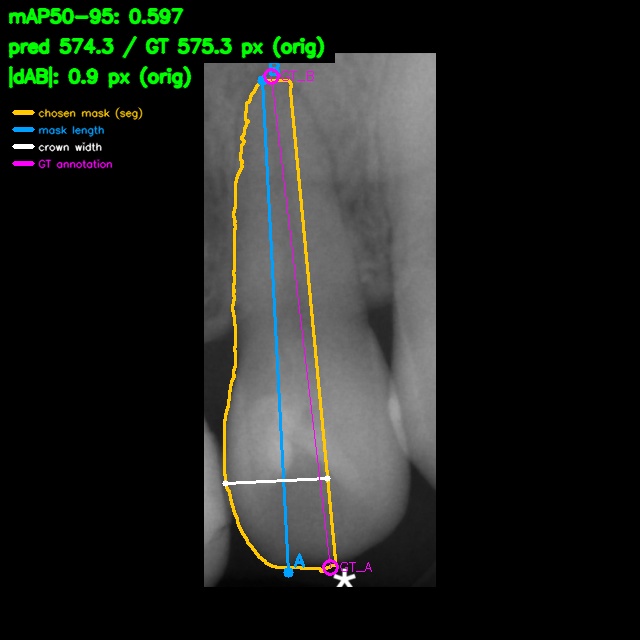 mAP50-95: 0.597
pred 574.3 / GT 575.3 px (orig)
|dAB|: 0.9 px (orig)
chosen mask (seg)
mask length
crown width
GT annotation
B
GT_B
A
GT_A
*